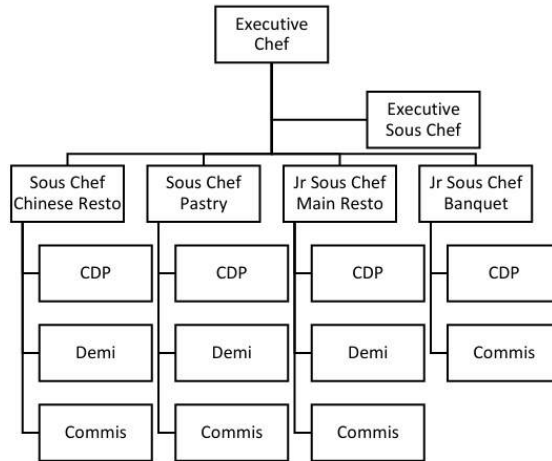 Executive
Chef
Executive
Sous Chef
Sous Chef
Chinese Resto
Sous Chef
Pastry
Jr Sous Chef
Main Resto
Jr Sous Chef
Banquet
CDP
CDP
CDP
CDP
Demi
Demi
Demi
Commis
Commis
Commis
Commis